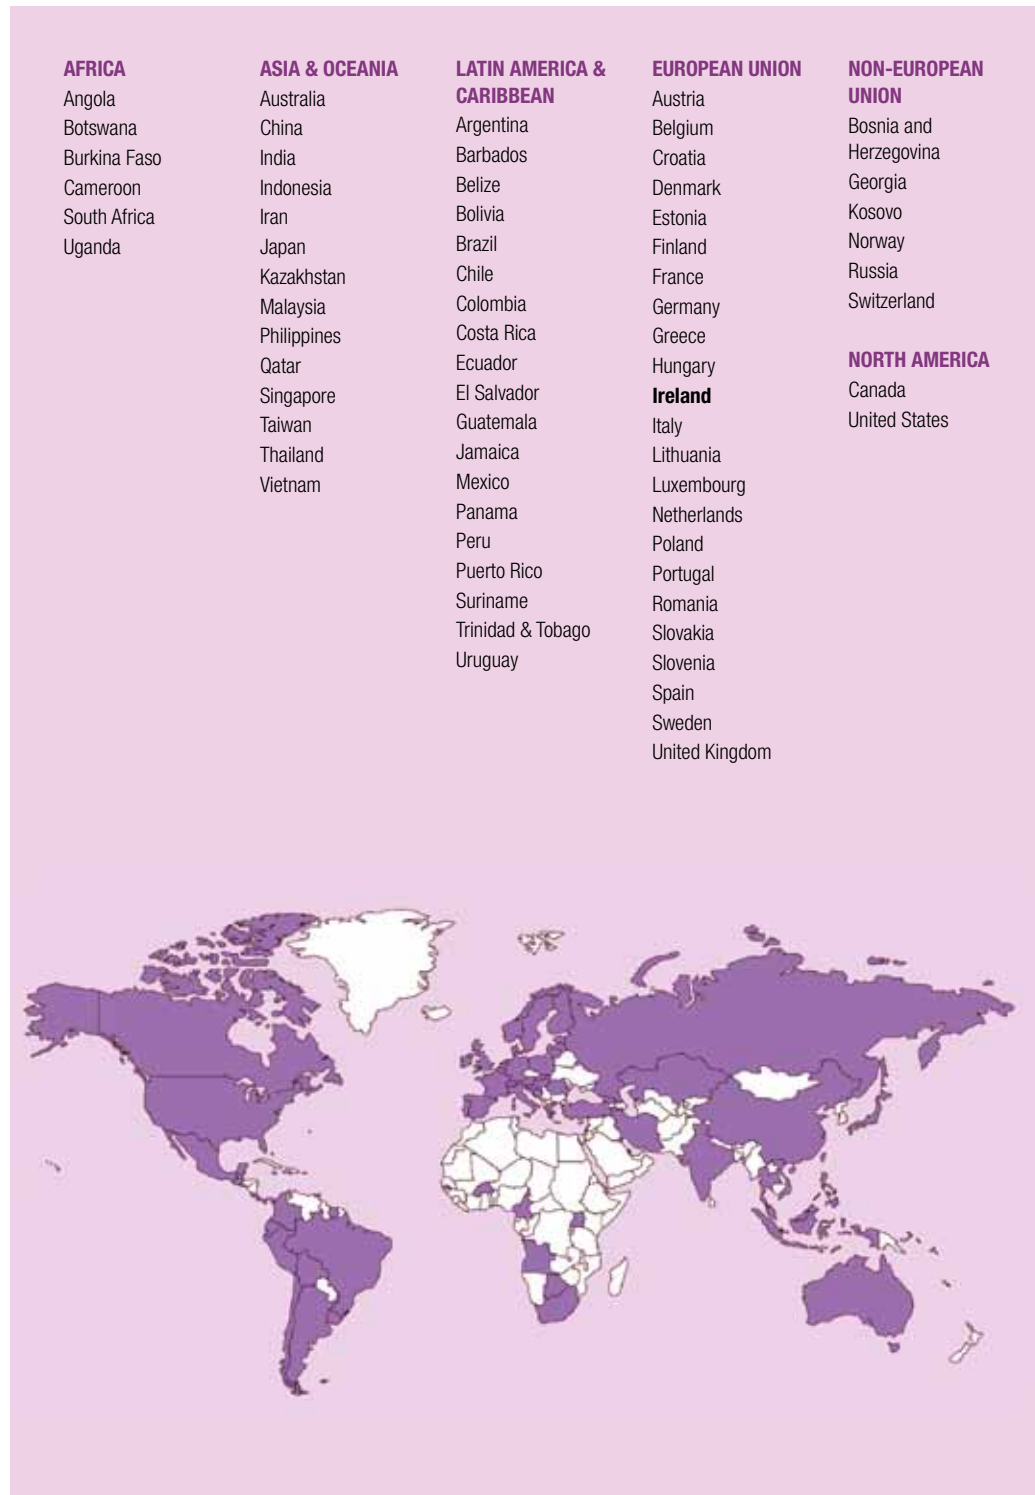 AFRICA
Angola
Botswana
Burkina Faso
Cameroon
South Africa
Uganda
ASIA & OCEANIA
Australia
China
India
Indonesia
Iran
Japan
Kazakhstan
Malaysia
Philippines
Qatar
Singapore
Taiwan
Thailand
Vietnam
LATIN AMERICA &
CARIBBEAN
Argentina
Barbados
Belize
Bolivia
Brazil
Chile
Colombia
Costa Rica
Ecuador
El Salvador
Guatemala
Jamaica
Mexico
Panama
Peru
Puerto Rico
Suriname
Trinidad & Tobago
Uruguay
EUROPEAN UNION
Austria
Belgium
Croatia
Denmark
Estonia
Finland
France
Germany
Greece
Hungary
Ireland
Italy
Lithuania
Luxembourg
Netherlands
Poland
Portugal
Romania
Slovakia
Slovenia
Spain
Sweden
United Kingdom
NON-EUROPEAN
UNION
Bosnia and
Herzegovina
Georgia
Kosovo
Norway
Russia
Switzerland
NORTH AMERICA
Canada
United States